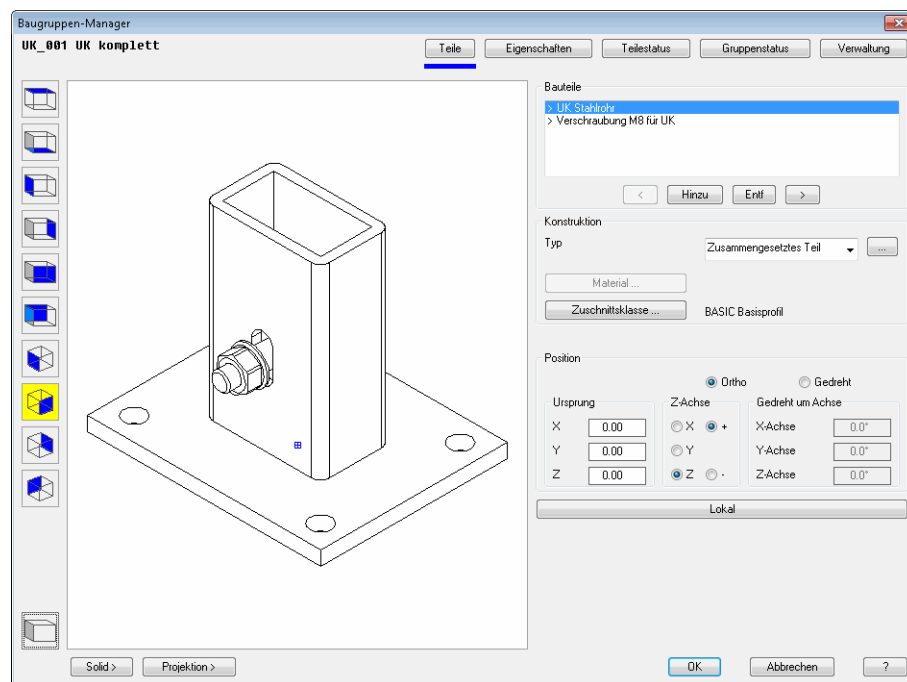 Baugruppen-Manager
UK_001 UK komplett
Teile Eigenschaften Teilestatus Gruppenstatus Verwaltung
Bauteile
> UK Stahlrohr
> Verschraubung M8 für UK
< Hinzu Entf >
Konstruktion
Typ Zusammengesetztes Teil ...
Material ...
Zuschnittsklasse ... BASIC Basisprofil
Position
Ortho Gedreht
Ursprung Z-Achse Gedreht um Achse
X 0.00 X + X-Achse 0.0°
Y 0.00 Y Y-Achse 0.0°
Z 0.00 Z - Z-Achse 0.0°
Lokal
Solid > Projektion > OK Abbrechen ?